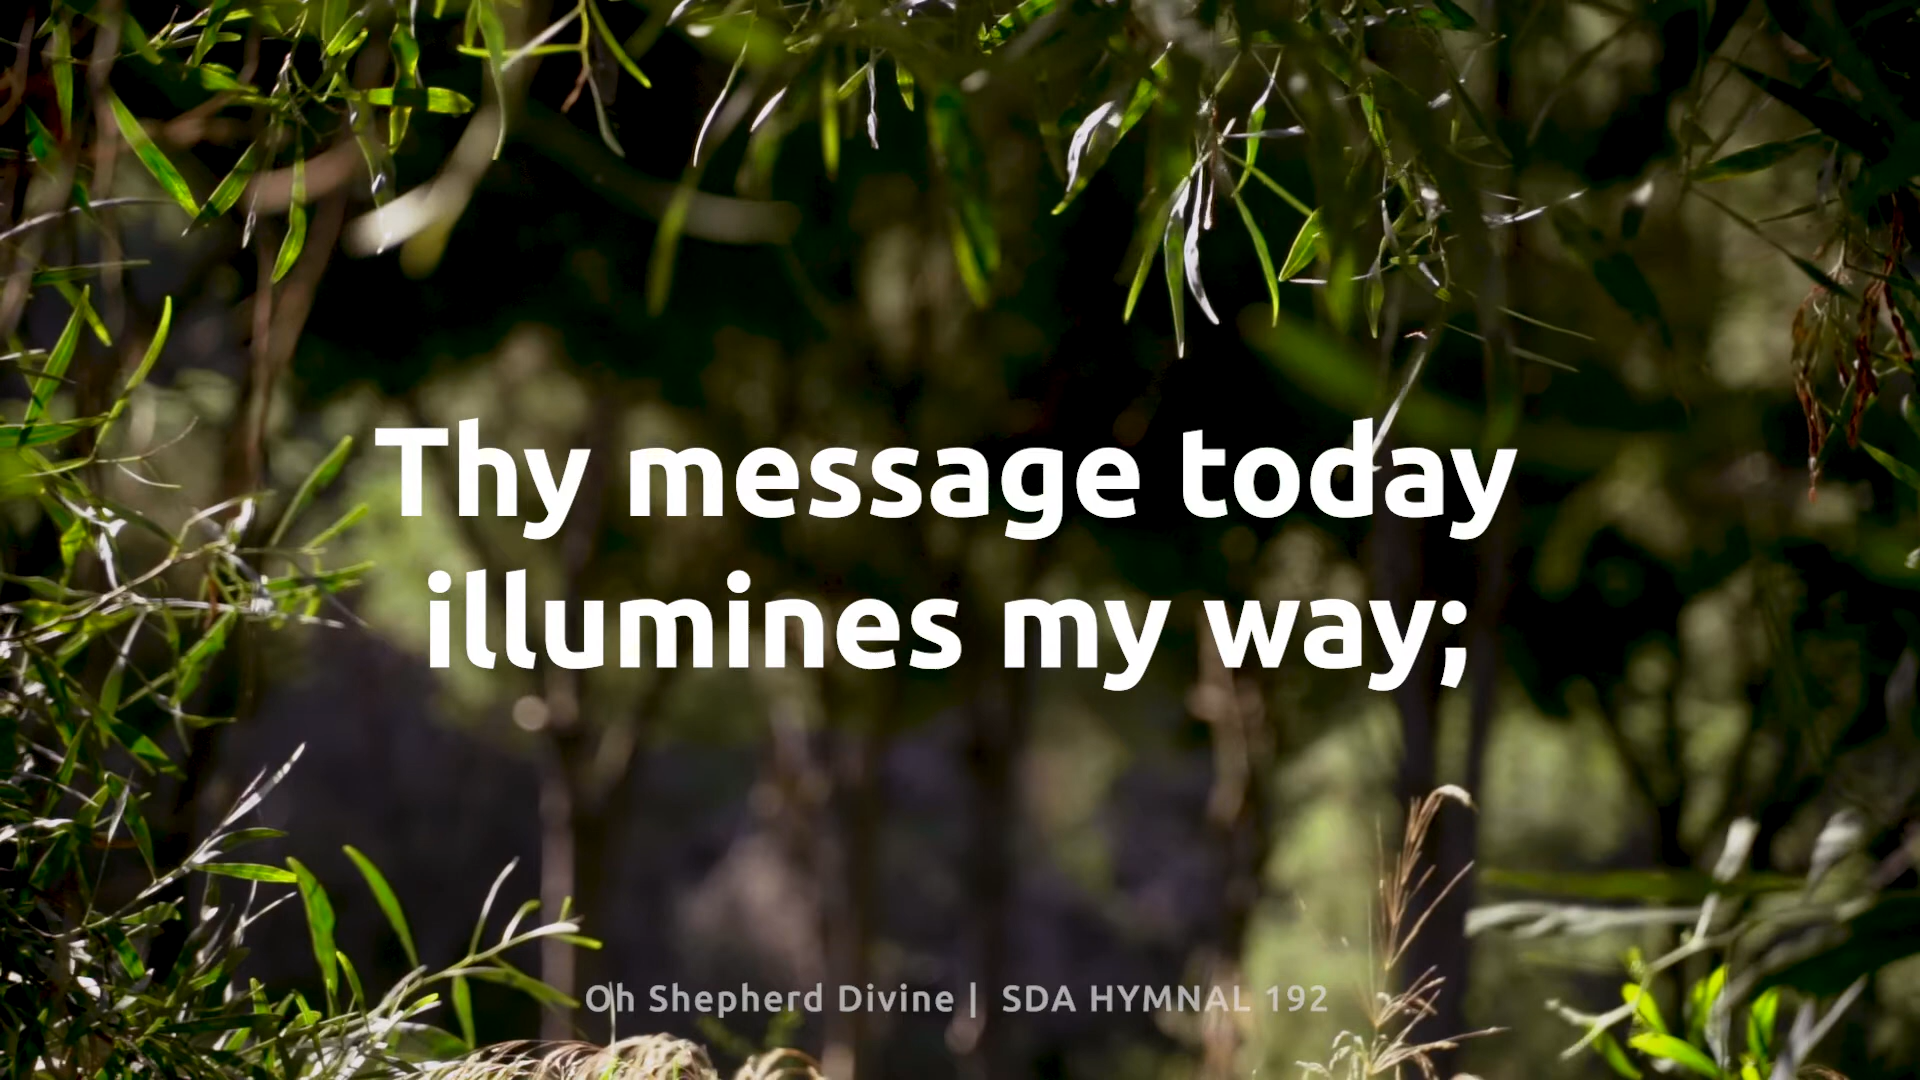 Thy message today
illumines my way;
Oh Shepherd Divine | SDA HYMNAL 192